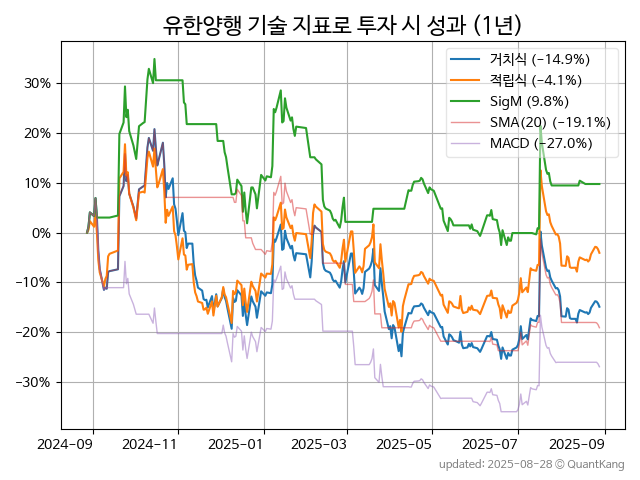 유한양행 기술 지표로 투자 시 성과 (1년)
거치식 (−14.9%)
적립식 (−4.1%)
SigM (9.8%)
SMA(20) (−19.1%)
MACD (−27.0%)
30%
20%
10%
0%
−10%
−20%
−30%
2024-09 2024-11 2025-01 2025-03 2025-05 2025-07 2025-09
updated: 2025-08-28 © QuantKang